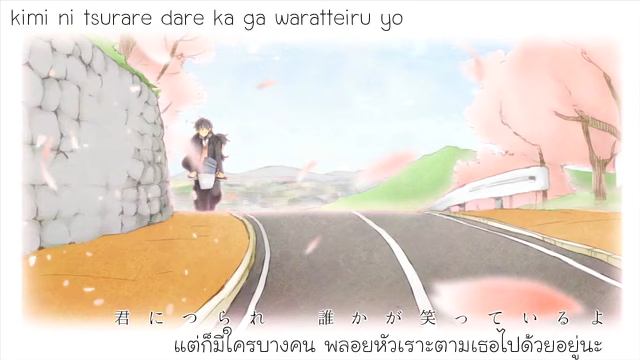 kimi ni tsurare dare ka ga waratteiru yo
君につられ 誰かが笑っているよ
แต่ก็มีใครบางคน พลอยหัวเราะตามเธอไปด้วยอยู่นะ